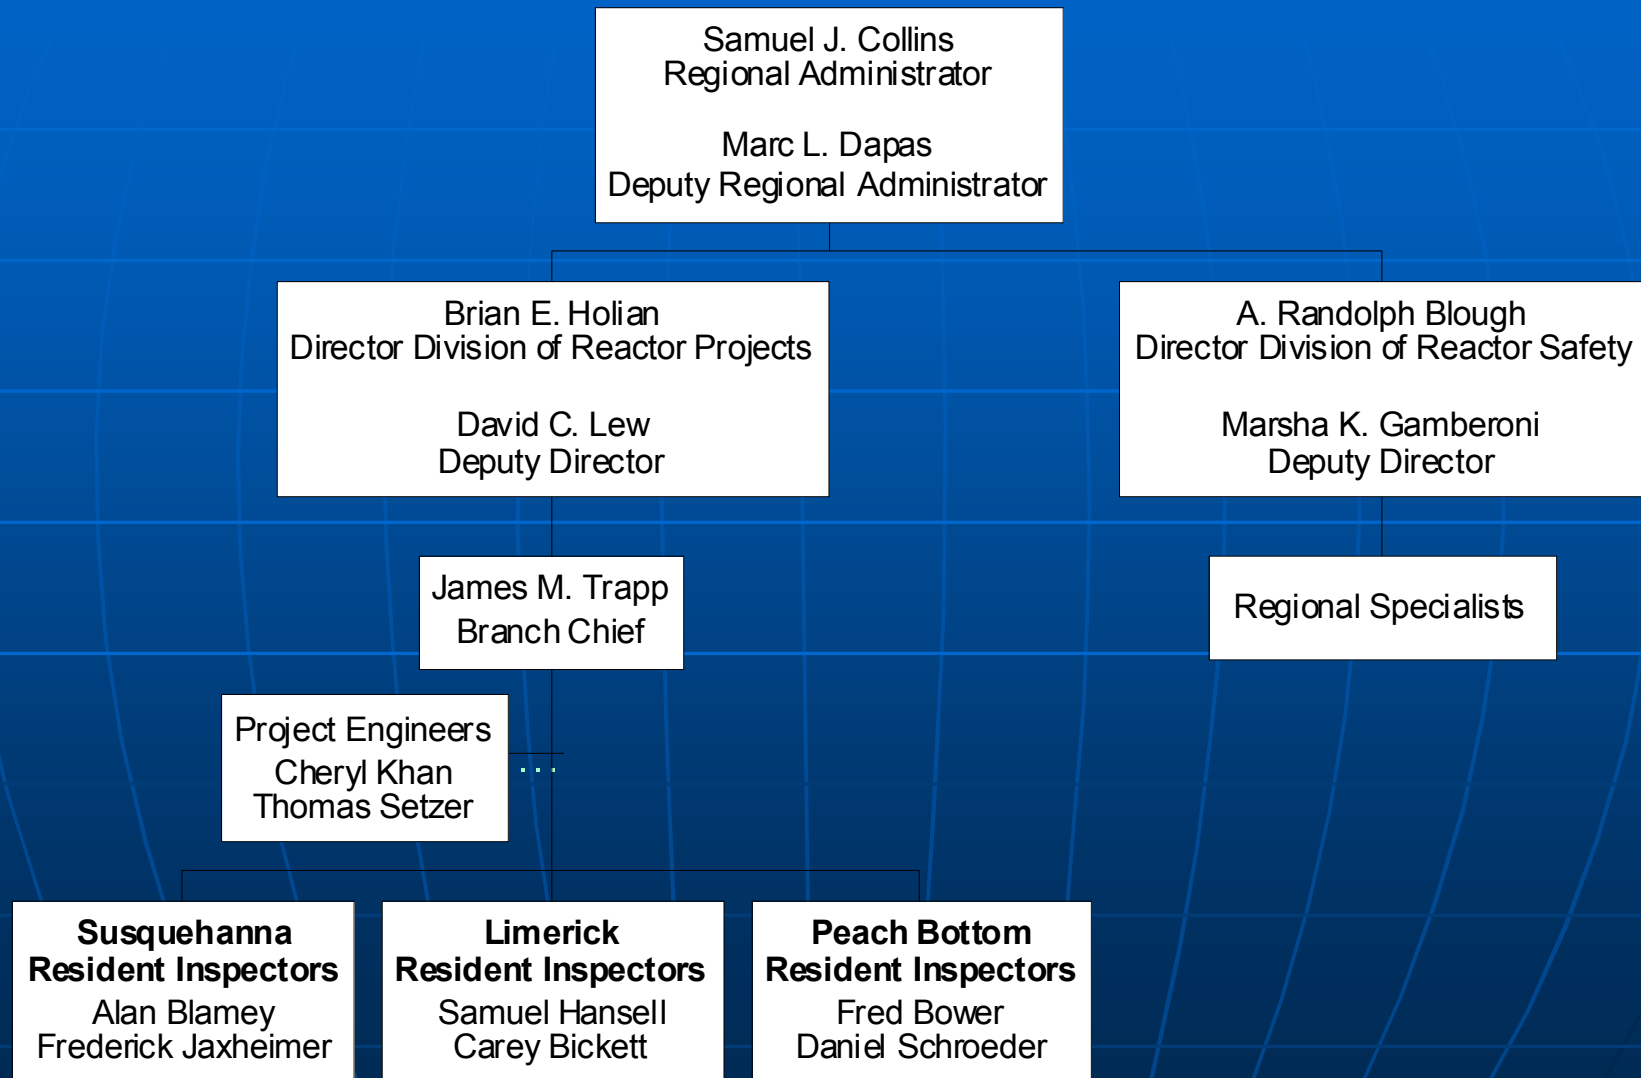 Samuel J. Collins
Regional Administrator
Marc L. Dapas
Deputy Regional Administrator
Brian E. Holian
Director Division of Reactor Projects
David C. Lew
Deputy Director
A. Randolph Blough
Director Division of Reactor Safety
Marsha K. Gamberoni
Deputy Director
James M. Trapp
Branch Chief
Regional Specialists
Project Engineers
Cheryl Khan
Thomas Setzer
...
Susquehanna
Resident Inspectors
Alan Blamey
Frederick Jaxheimer
Limerick
Resident Inspectors
Samuel Hansell
Carey Bickett
Peach Bottom
Resident Inspectors
Fred Bower
Daniel Schroeder